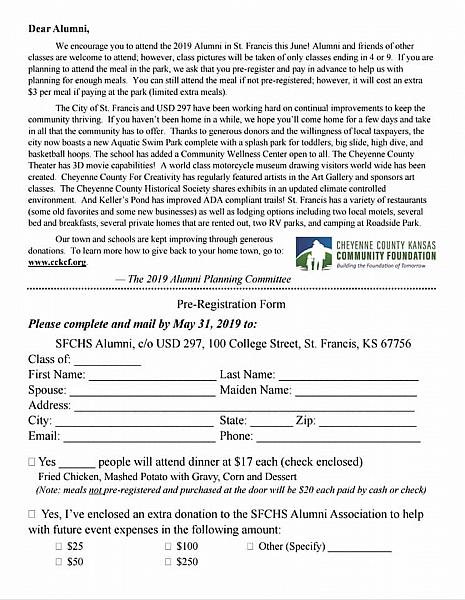 Dear Alumni,
We encourage you to attend the 2019 Alumni in St. Francis this June! Alumni and friends of other
classes are welcome to attend; however, class pictures will be taken of only classes ending in 4 or 9. If you are
planning to attend the meal in the park, we ask that you pre-register and pay in advance to help us with
planning for enough meals. You can still attend the meal if not pre-registered; however, it will cost an extra
$3 per meal if paying at the park (limited extra meals).
The City of St. Francis and USD 297 have been working hard on continual improvements to keep the
community thriving. If you haven't been home in a while, we hope you'll come home for a few days and take
in all that the community has to offer. Thanks to generous donors and the willingness of local taxpayers, the
city now boasts a new Aquatic Swim Park complete with a splash park for toddlers, big slide, high dive, and
basketball hoops. The school has added a Community Wellness Center open to all. The Cheyenne County
Theater has 3D movie capabilities! A world class motorcycle museum drawing visitors world wide has been
created. Cheyenne County For Creativity has regularly featured artists in the Art Gallery and sponsors art
classes. The Cheyenne County Historical Society shares exhibits in an updated climate controlled
environment. And Keller's Pond has improved ADA compliant trails! St. Francis has a variety of restaurants
(some old favorites and some new businesses) as well as lodging options including two local motels, several
bed and breakfasts, several private homes that are rented out, two RV parks, and camping at Roadside Park.
Our town and schools are kept improving through generous
donations. To learn more how to give back to your home town, go to:
www.cckcf.org.
CHEYENNE COUNTY KANSAS
COMMUNITY FOUNDATION
Building the Foundation of Tomorrow
— The 2019 Alumni Planning Committee
Pre-Registration Form
Please complete and mail by May 31, 2019 to:
SFCHS Alumni, c/o USD 297, 100 College Street, St. Francis, KS 67756
Class of: ___________
First Name: ____________________ Last Name: ____________________
Spouse: ____________________ Maiden Name: ____________________
Address: ____________________
City: ____________________ State: _______ Zip: ____________________
Email: ____________________ Phone: ____________________
☐ Yes ______ people will attend dinner at $17 each (check enclosed)
Fried Chicken, Mashed Potato with Gravy, Corn and Dessert
(Note: meals not pre-registered and purchased at the door will be $20 each paid by cash or check)
☐ Yes, I've enclosed an extra donation to the SFCHS Alumni Association to help
with future event expenses in the following amount:
☐ $25 ☐ $100 ☐ Other (Specify) ___________
☐ $50 ☐ $250